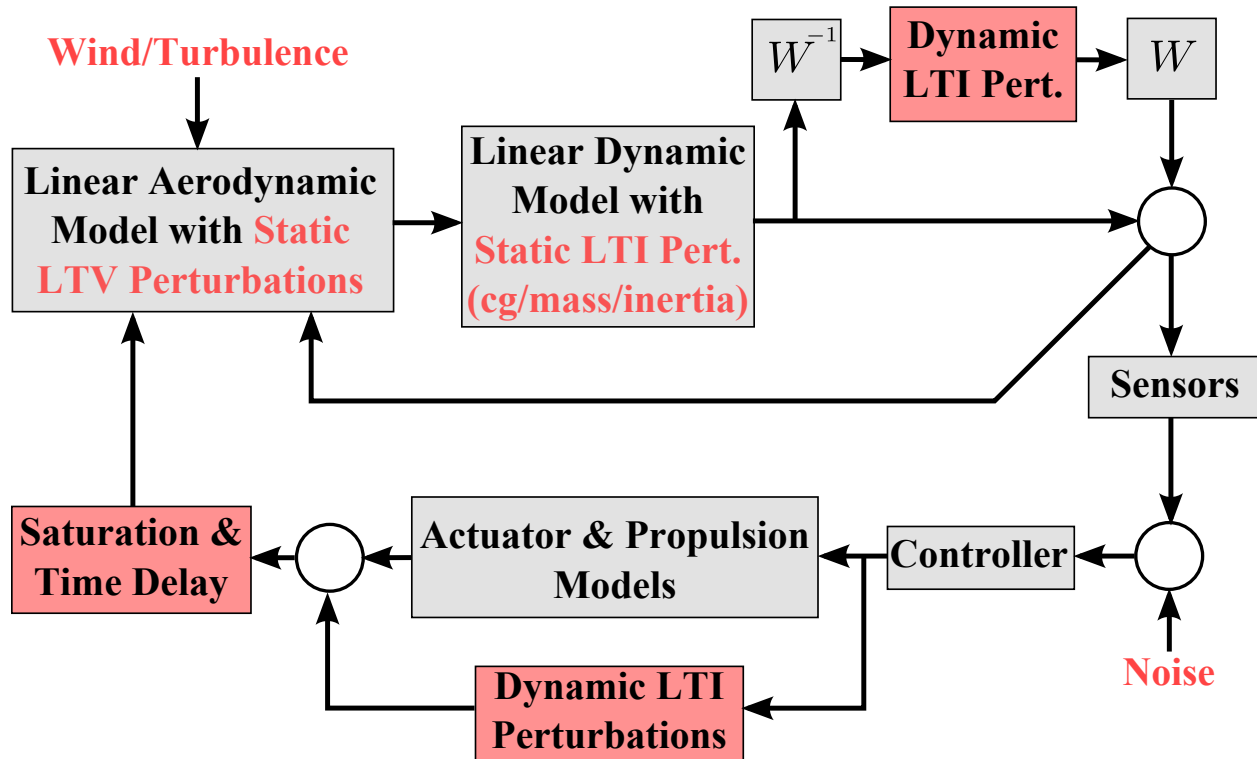 Wind/Turbulence
W^{-1}
Dynamic
LTI Pert.
W
Linear Aerodynamic
Model with Static
LTV Perturbations
Linear Dynamic
Model with
Static LTI Pert.
(cg/mass/inertia)
Sensors
Saturation &
Time Delay
Actuator & Propulsion
Models
Controller
Dynamic LTI
Perturbations
Noise